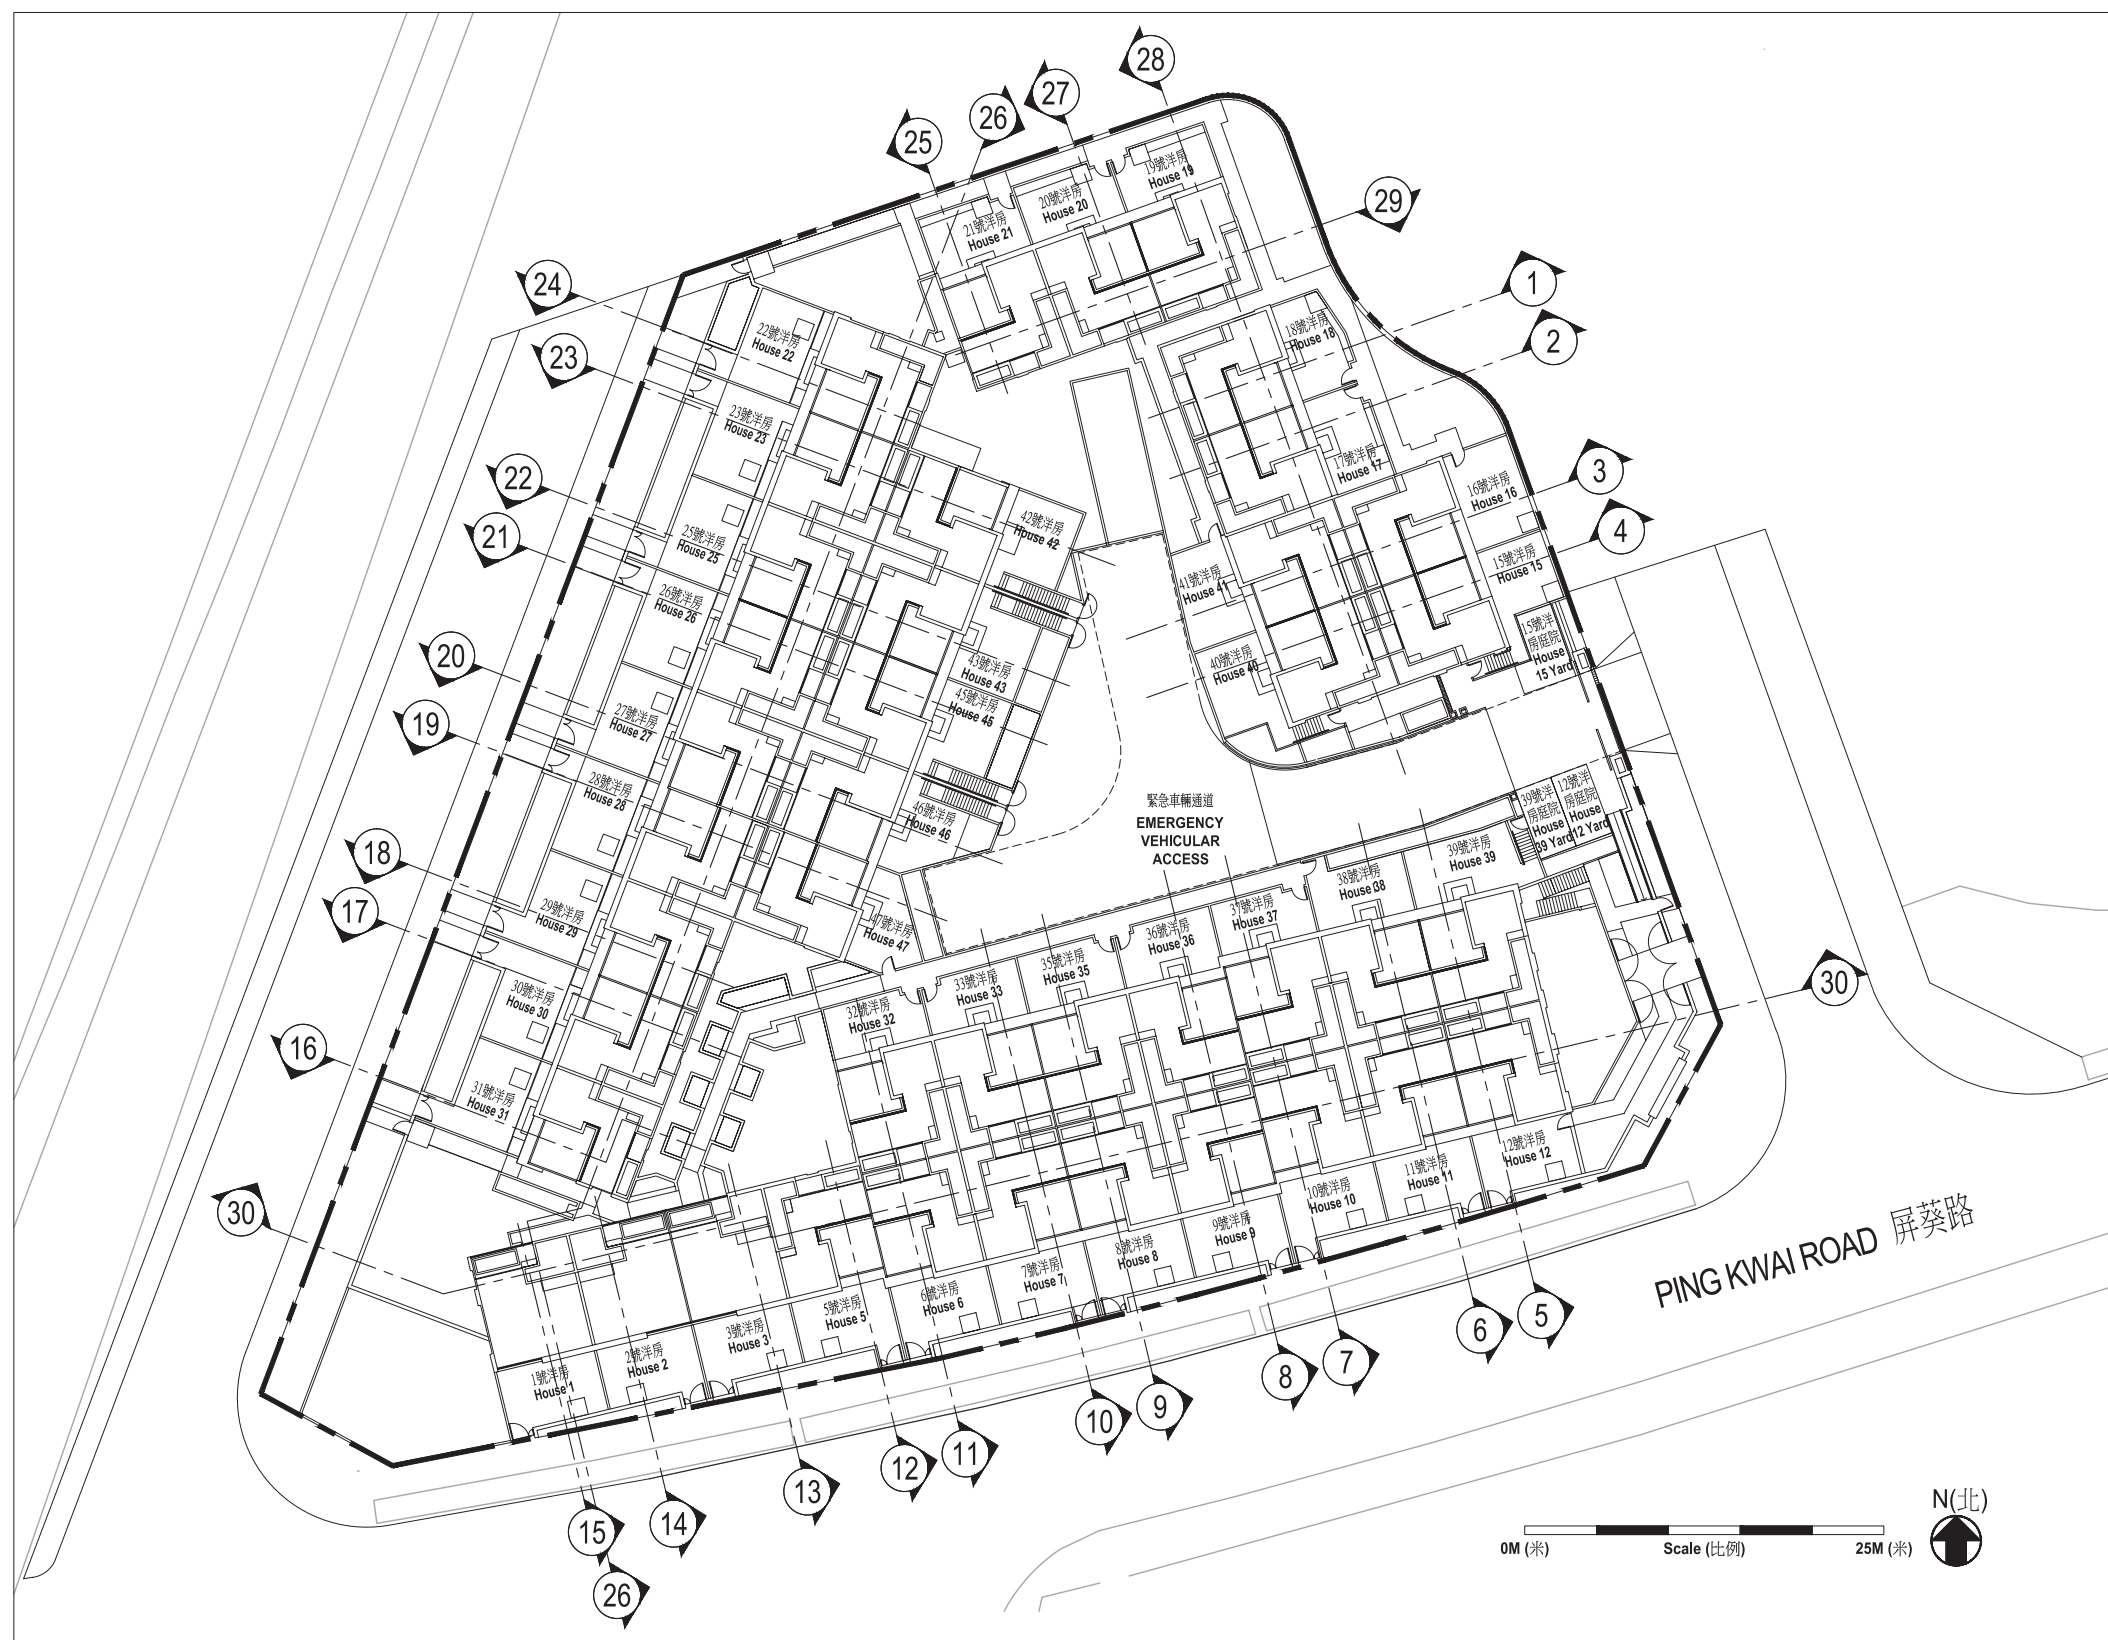 28
27
26
25
19號洋房
House 19
20號洋房
House 20
21號洋房
House 21
29
24
1
22號洋房
House 22
18號洋房
House 18
2
23
23號洋房
House 23
17號洋房
House 17
3
22
16號洋房
House 16
42號洋房
House 42
4
21
25號洋房
House 25
15號洋房
House 15
41號洋房
House 41
26號洋房
House 26
15號洋
房庭院
House
15 Yard
20
43號洋房
House 43
40號洋房
House 40
45號洋房
House 45
19
27號洋房
House 27
28號洋房
House 28
46號洋房
House 46
緊急車輛通道
EMERGENCY
VEHICULAR
ACCESS
39號洋
房庭院
House
39 Yard
12號洋
房庭院
House
12 Yard
18
39號洋房
House 39
38號洋房
House 38
17
29號洋房
House 29
47號洋房
House 47
37號洋房
House 37
36號洋房
House 36
35號洋房
House 35
33號洋房
House 33
30
30號洋房
House 30
32號洋房
House 32
16
31號洋房
House 31
12號洋房
House 12
11號洋房
House 11
10號洋房
House 10
9號洋房
House 9
8號洋房
House 8
7號洋房
House 7
6號洋房
House 6
5號洋房
House 5
3號洋房
House 3
2號洋房
House 2
1號洋房
House 1
30
PING KWAI ROAD 屏葵路
5
6
7
8
9
10
11
12
13
14
15
26
N(北)
0M (米)
Scale (比例)
25M (米)